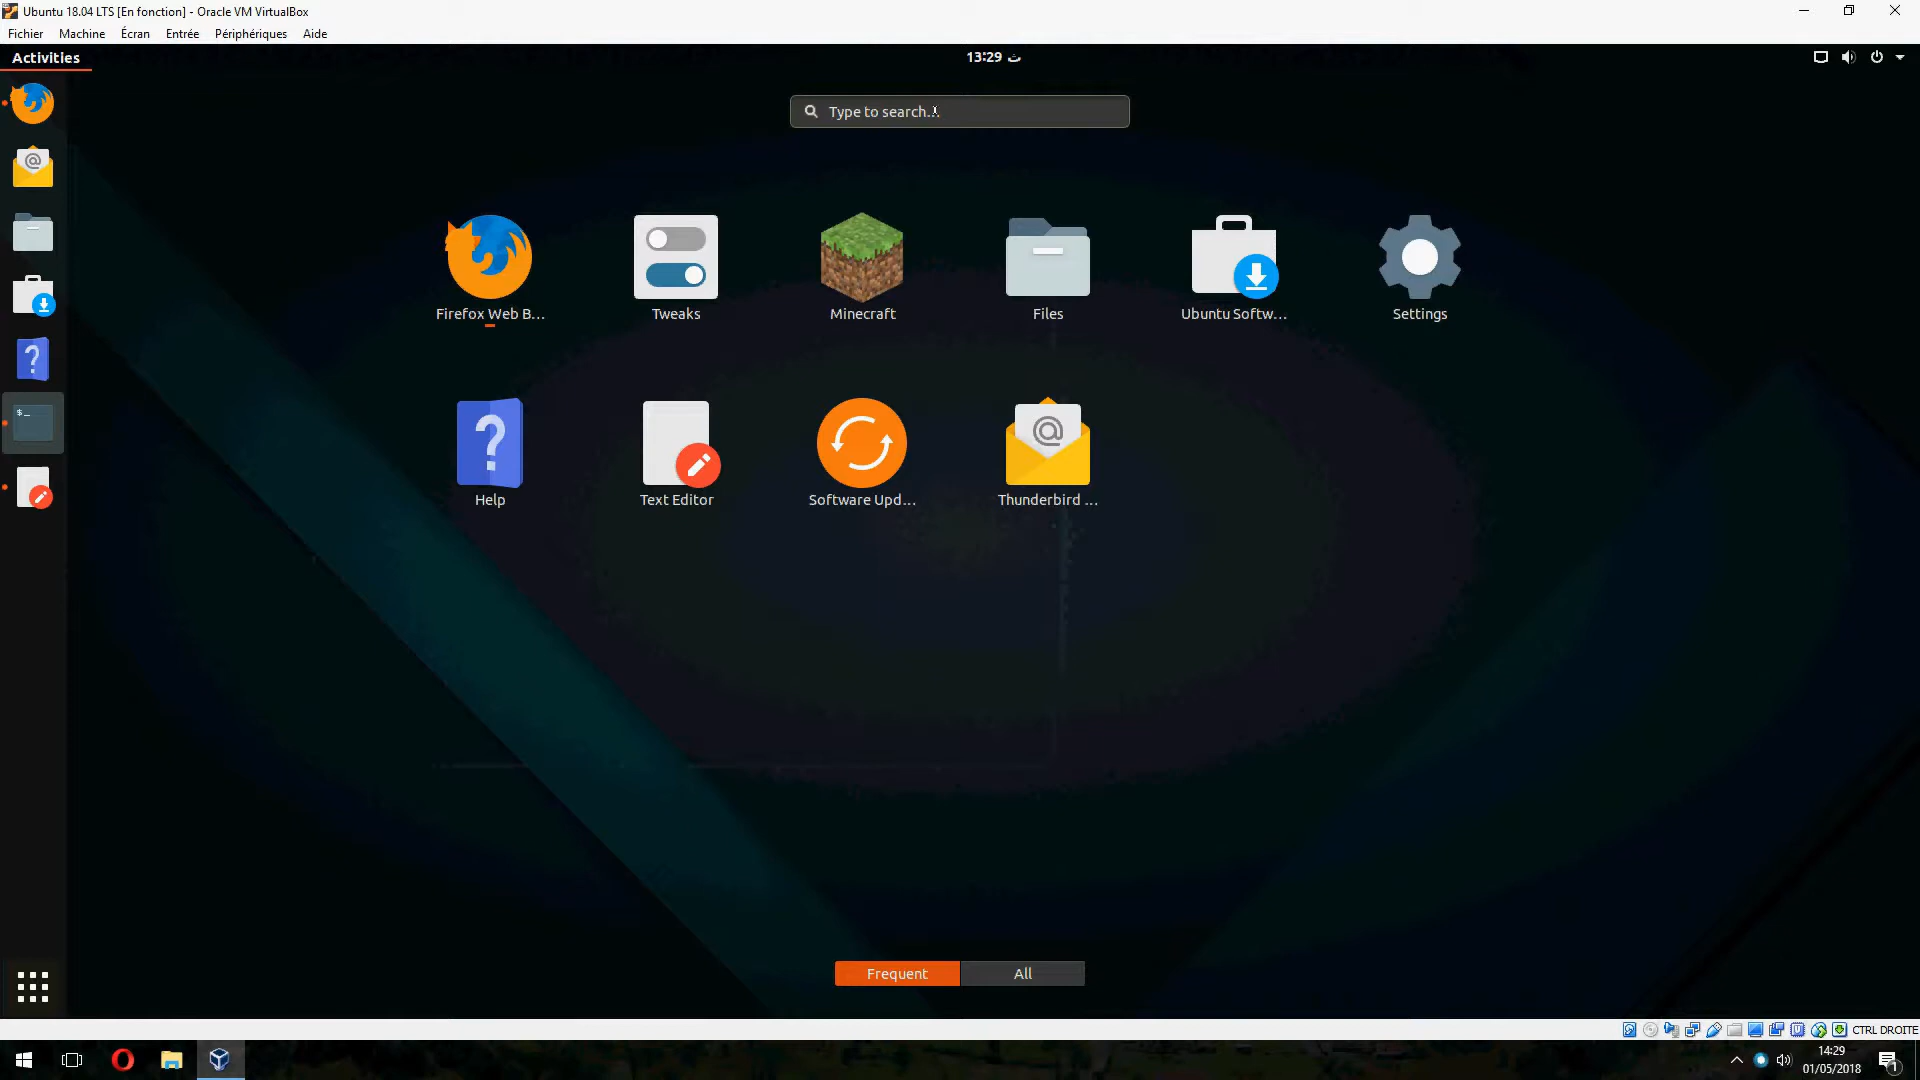 Ubuntu 18.04 LTS [En fonction] - Oracle VM VirtualBox
Fichier Machine Écran Entrée Périphériques Aide
Activities
13:29 ث
Type to search...
Firefox Web B... Tweaks Minecraft Files Ubuntu Softw... Settings
$_
Help Text Editor Software Upd... Thunderbird ...
Frequent All
CTRL DROITE
14:29
01/05/2018
1